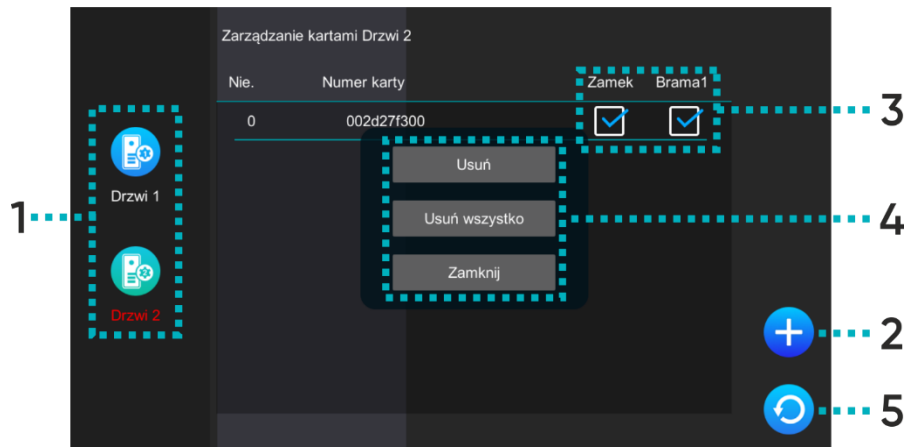 Zarządzanie kartami Drzwi 2
Nie. Numer karty Zamek Brama1
3
0 002d27f300
Usuń
Drzwi 1
1
Usuń wszystko
4
Zamknij
Drzwi 2
2
5